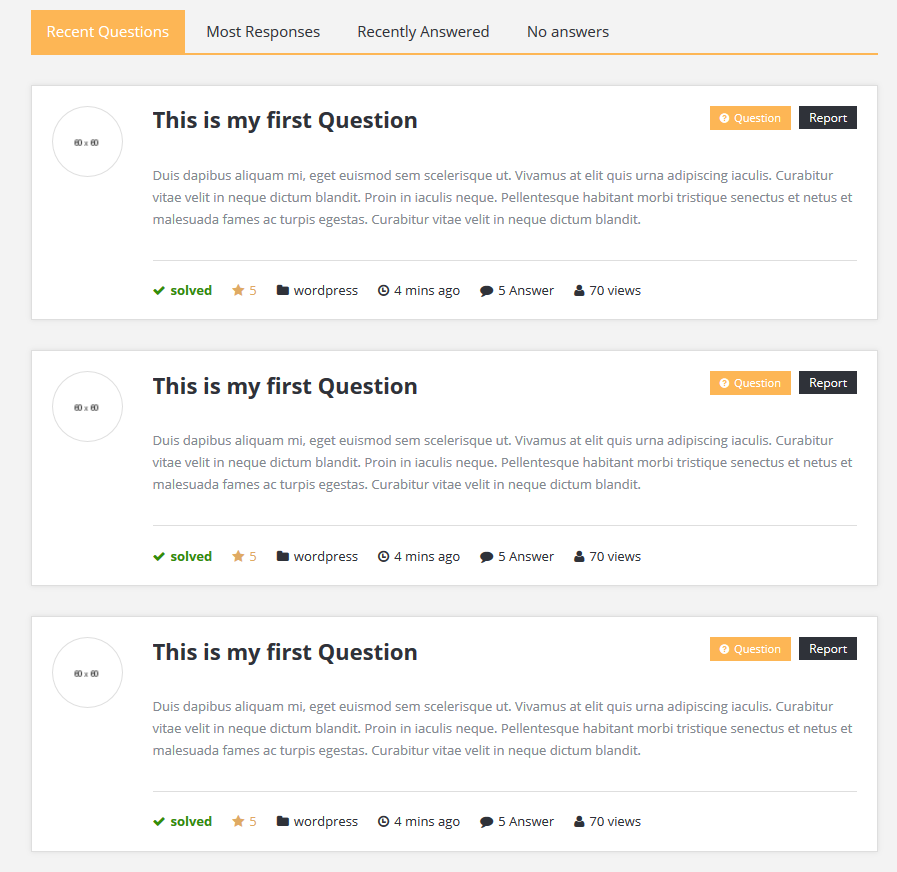 Recent Questions Most Responses Recently Answered No answers
This is my first Question Question Report
60 x 60
Duis dapibus aliquam mi, eget euismod sem scelerisque ut. Vivamus at elit quis urna adipiscing iaculis. Curabitur
vitae velit in neque dictum blandit. Proin in iaculis neque. Pellentesque habitant morbi tristique senectus et netus et
malesuada fames ac turpis egestas. Curabitur vitae velit in neque dictum blandit.
solved 5 wordpress 4 mins ago 5 Answer 70 views
This is my first Question Question Report
60 x 60
Duis dapibus aliquam mi, eget euismod sem scelerisque ut. Vivamus at elit quis urna adipiscing iaculis. Curabitur
vitae velit in neque dictum blandit. Proin in iaculis neque. Pellentesque habitant morbi tristique senectus et netus et
malesuada fames ac turpis egestas. Curabitur vitae velit in neque dictum blandit.
solved 5 wordpress 4 mins ago 5 Answer 70 views
This is my first Question Question Report
60 x 60
Duis dapibus aliquam mi, eget euismod sem scelerisque ut. Vivamus at elit quis urna adipiscing iaculis. Curabitur
vitae velit in neque dictum blandit. Proin in iaculis neque. Pellentesque habitant morbi tristique senectus et netus et
malesuada fames ac turpis egestas. Curabitur vitae velit in neque dictum blandit.
solved 5 wordpress 4 mins ago 5 Answer 70 views